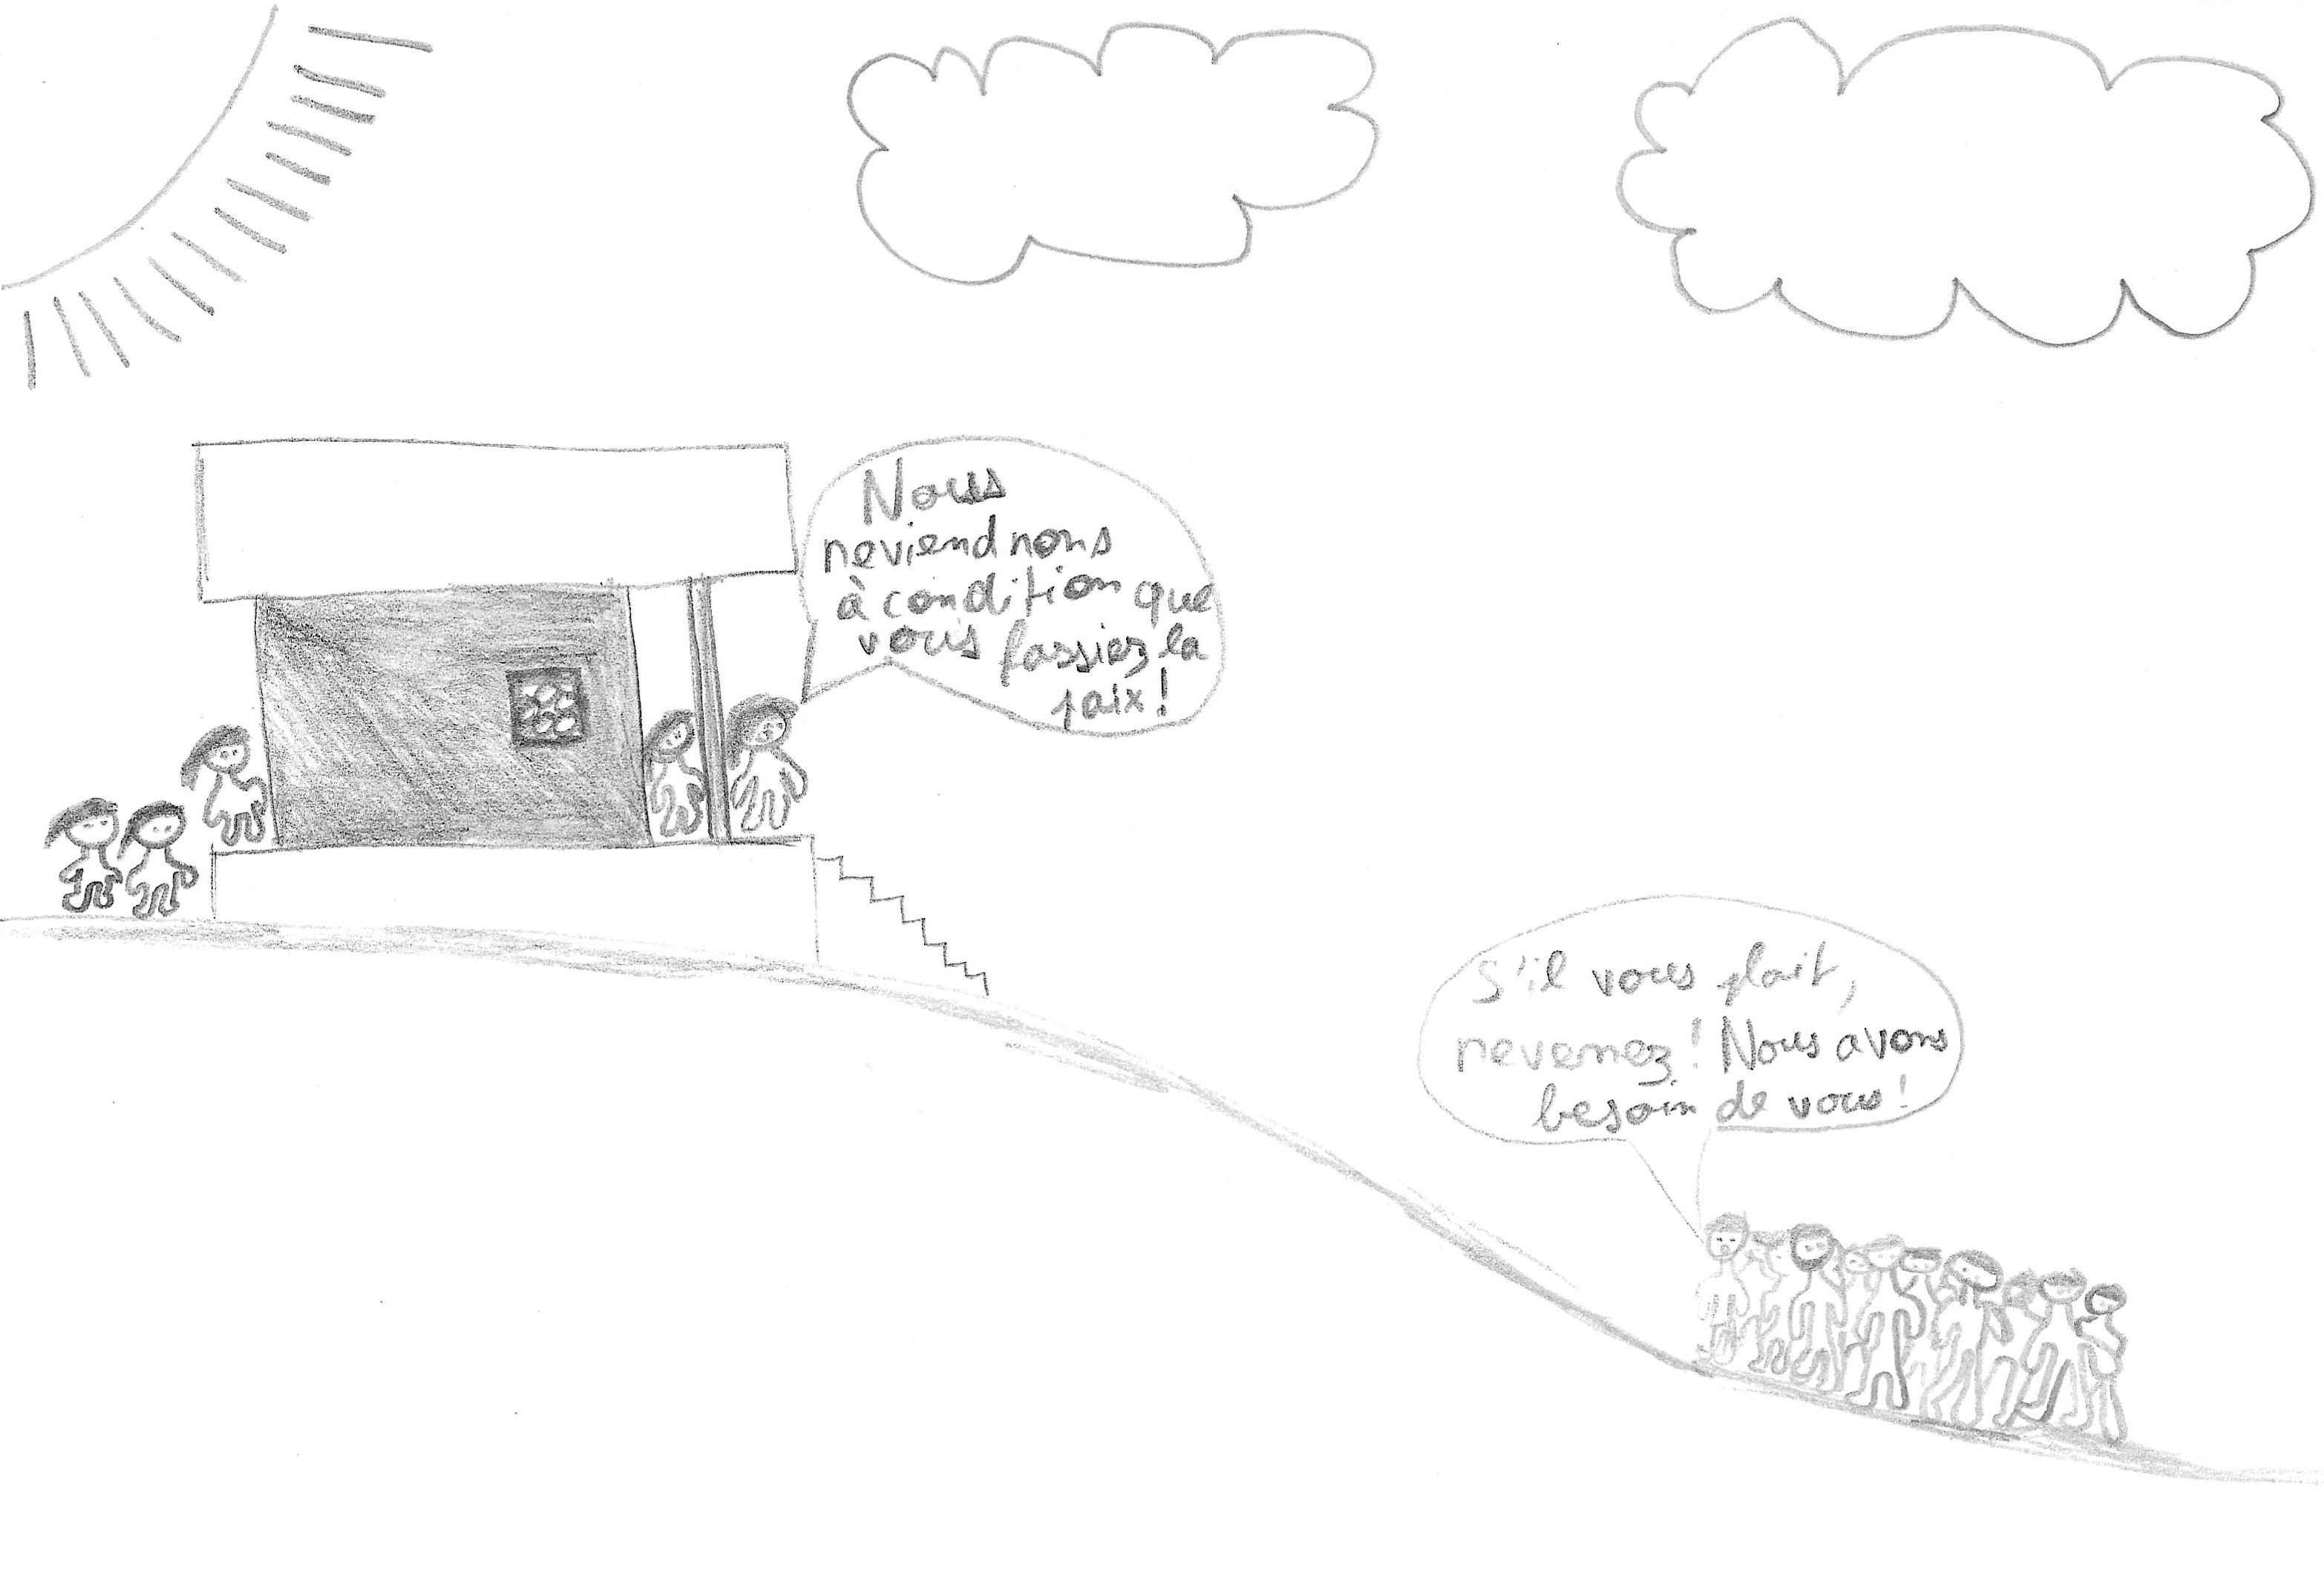 Nous
reviendrons
à condition que
vous fassiez la
paix!
S'il vous plait,
revenez! Nous avons
besoin de vous!